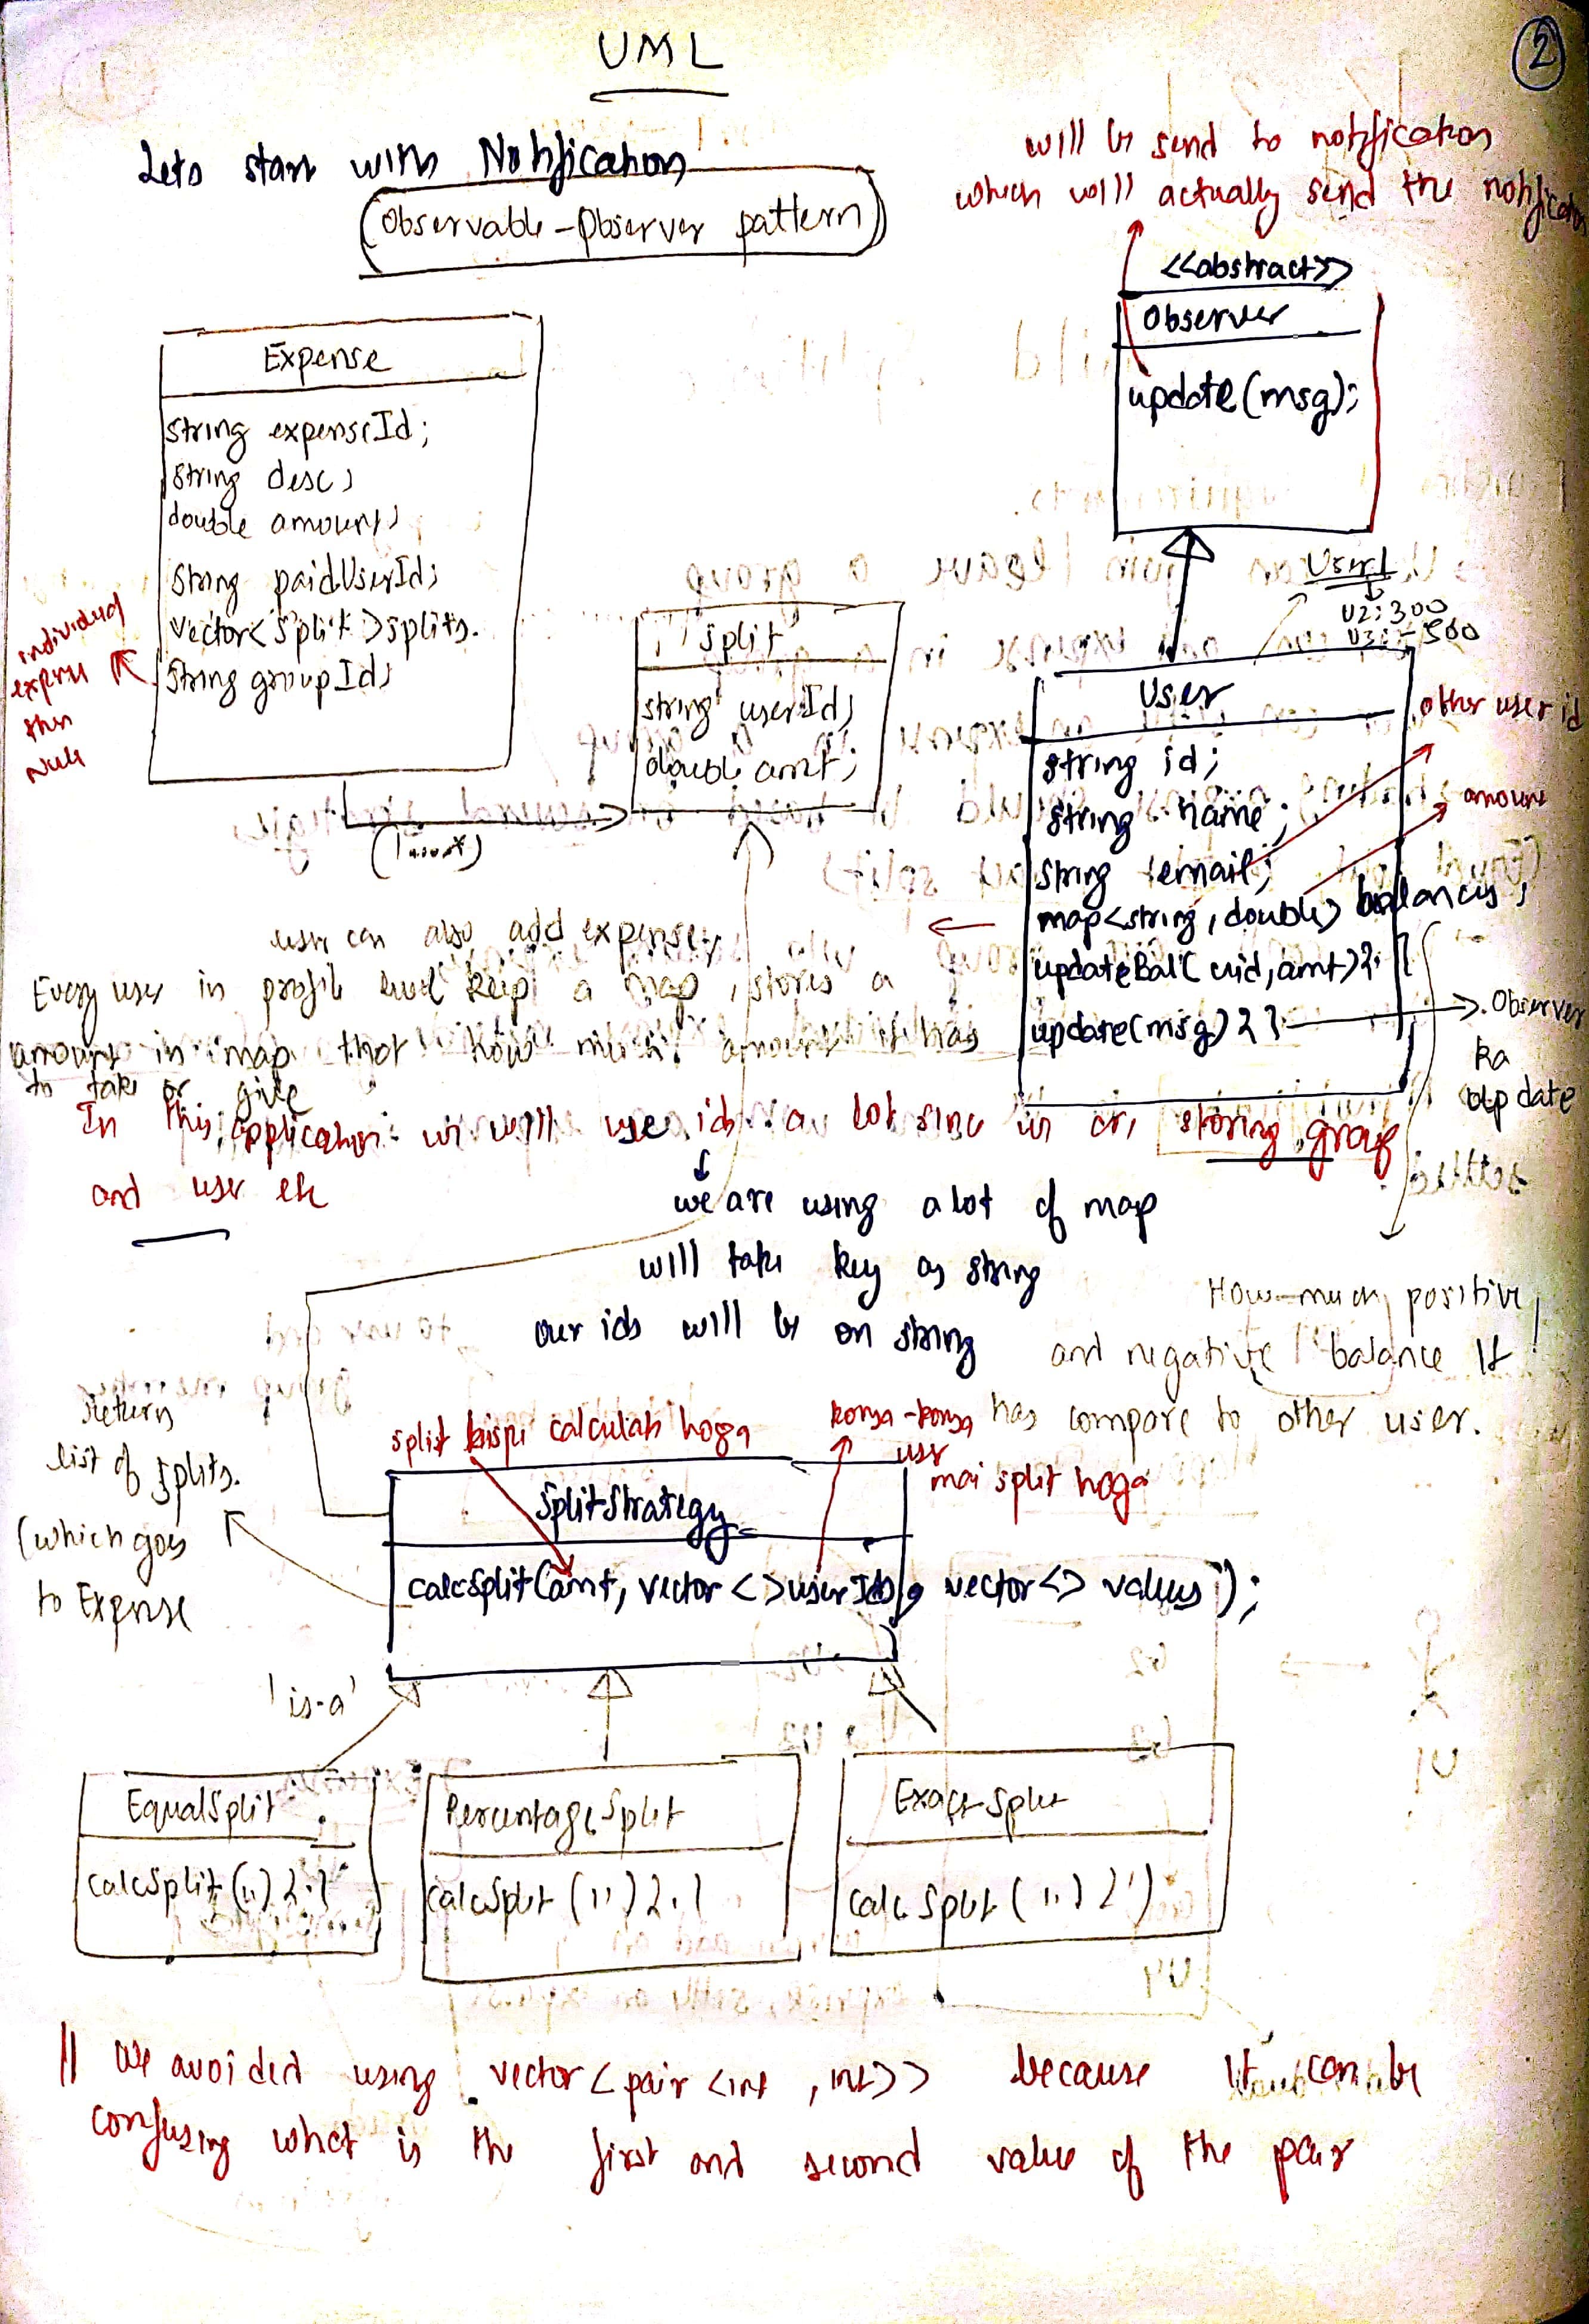 UML
2
Lets start with Notification
(Observable-Observer pattern)
will be send to notification
which will actually send the notification
<<abstract>>
Observer
update(msg);
Expense
string expenseId;
string desc;
double amount;
string paidUserId;
vector<split>splits.
string groupId;
individual
then
Null
split
string userId;
double amt;
User1
U2:300
U3:-500
User
string id;
string name;
string email;
map<string, double> balances;
updateBal(uid, amt){}
update(msg){}
other user id
amount
Observer
ka
update
user can also add expense,
Every user in profile keep a map, stores a
amount in map that how much amount it has
to take or give
In this, application we will use ids a lot since we are storing group
and user etc
we are using a lot of map
will take key as string
our ids will be on string
How much positive,
and negative balance it
has compare to other user.
return
list of splits.
(which goes
to Expense
split kispe calculate hoga
konsa-konsa
user
mai split hoga
SplitStrategy
calcSplit(amt, vector<>userIds, vector<> values);
'is-a'
EqualSplit
calcSplit(,,){.}
PercentageSplit
calcSplit(,,){.}
ExactSplit
calcSplit(,,){}
// We avoided using vector<pair<int, int>> because it can be
confusing what is the first and second value of the pair